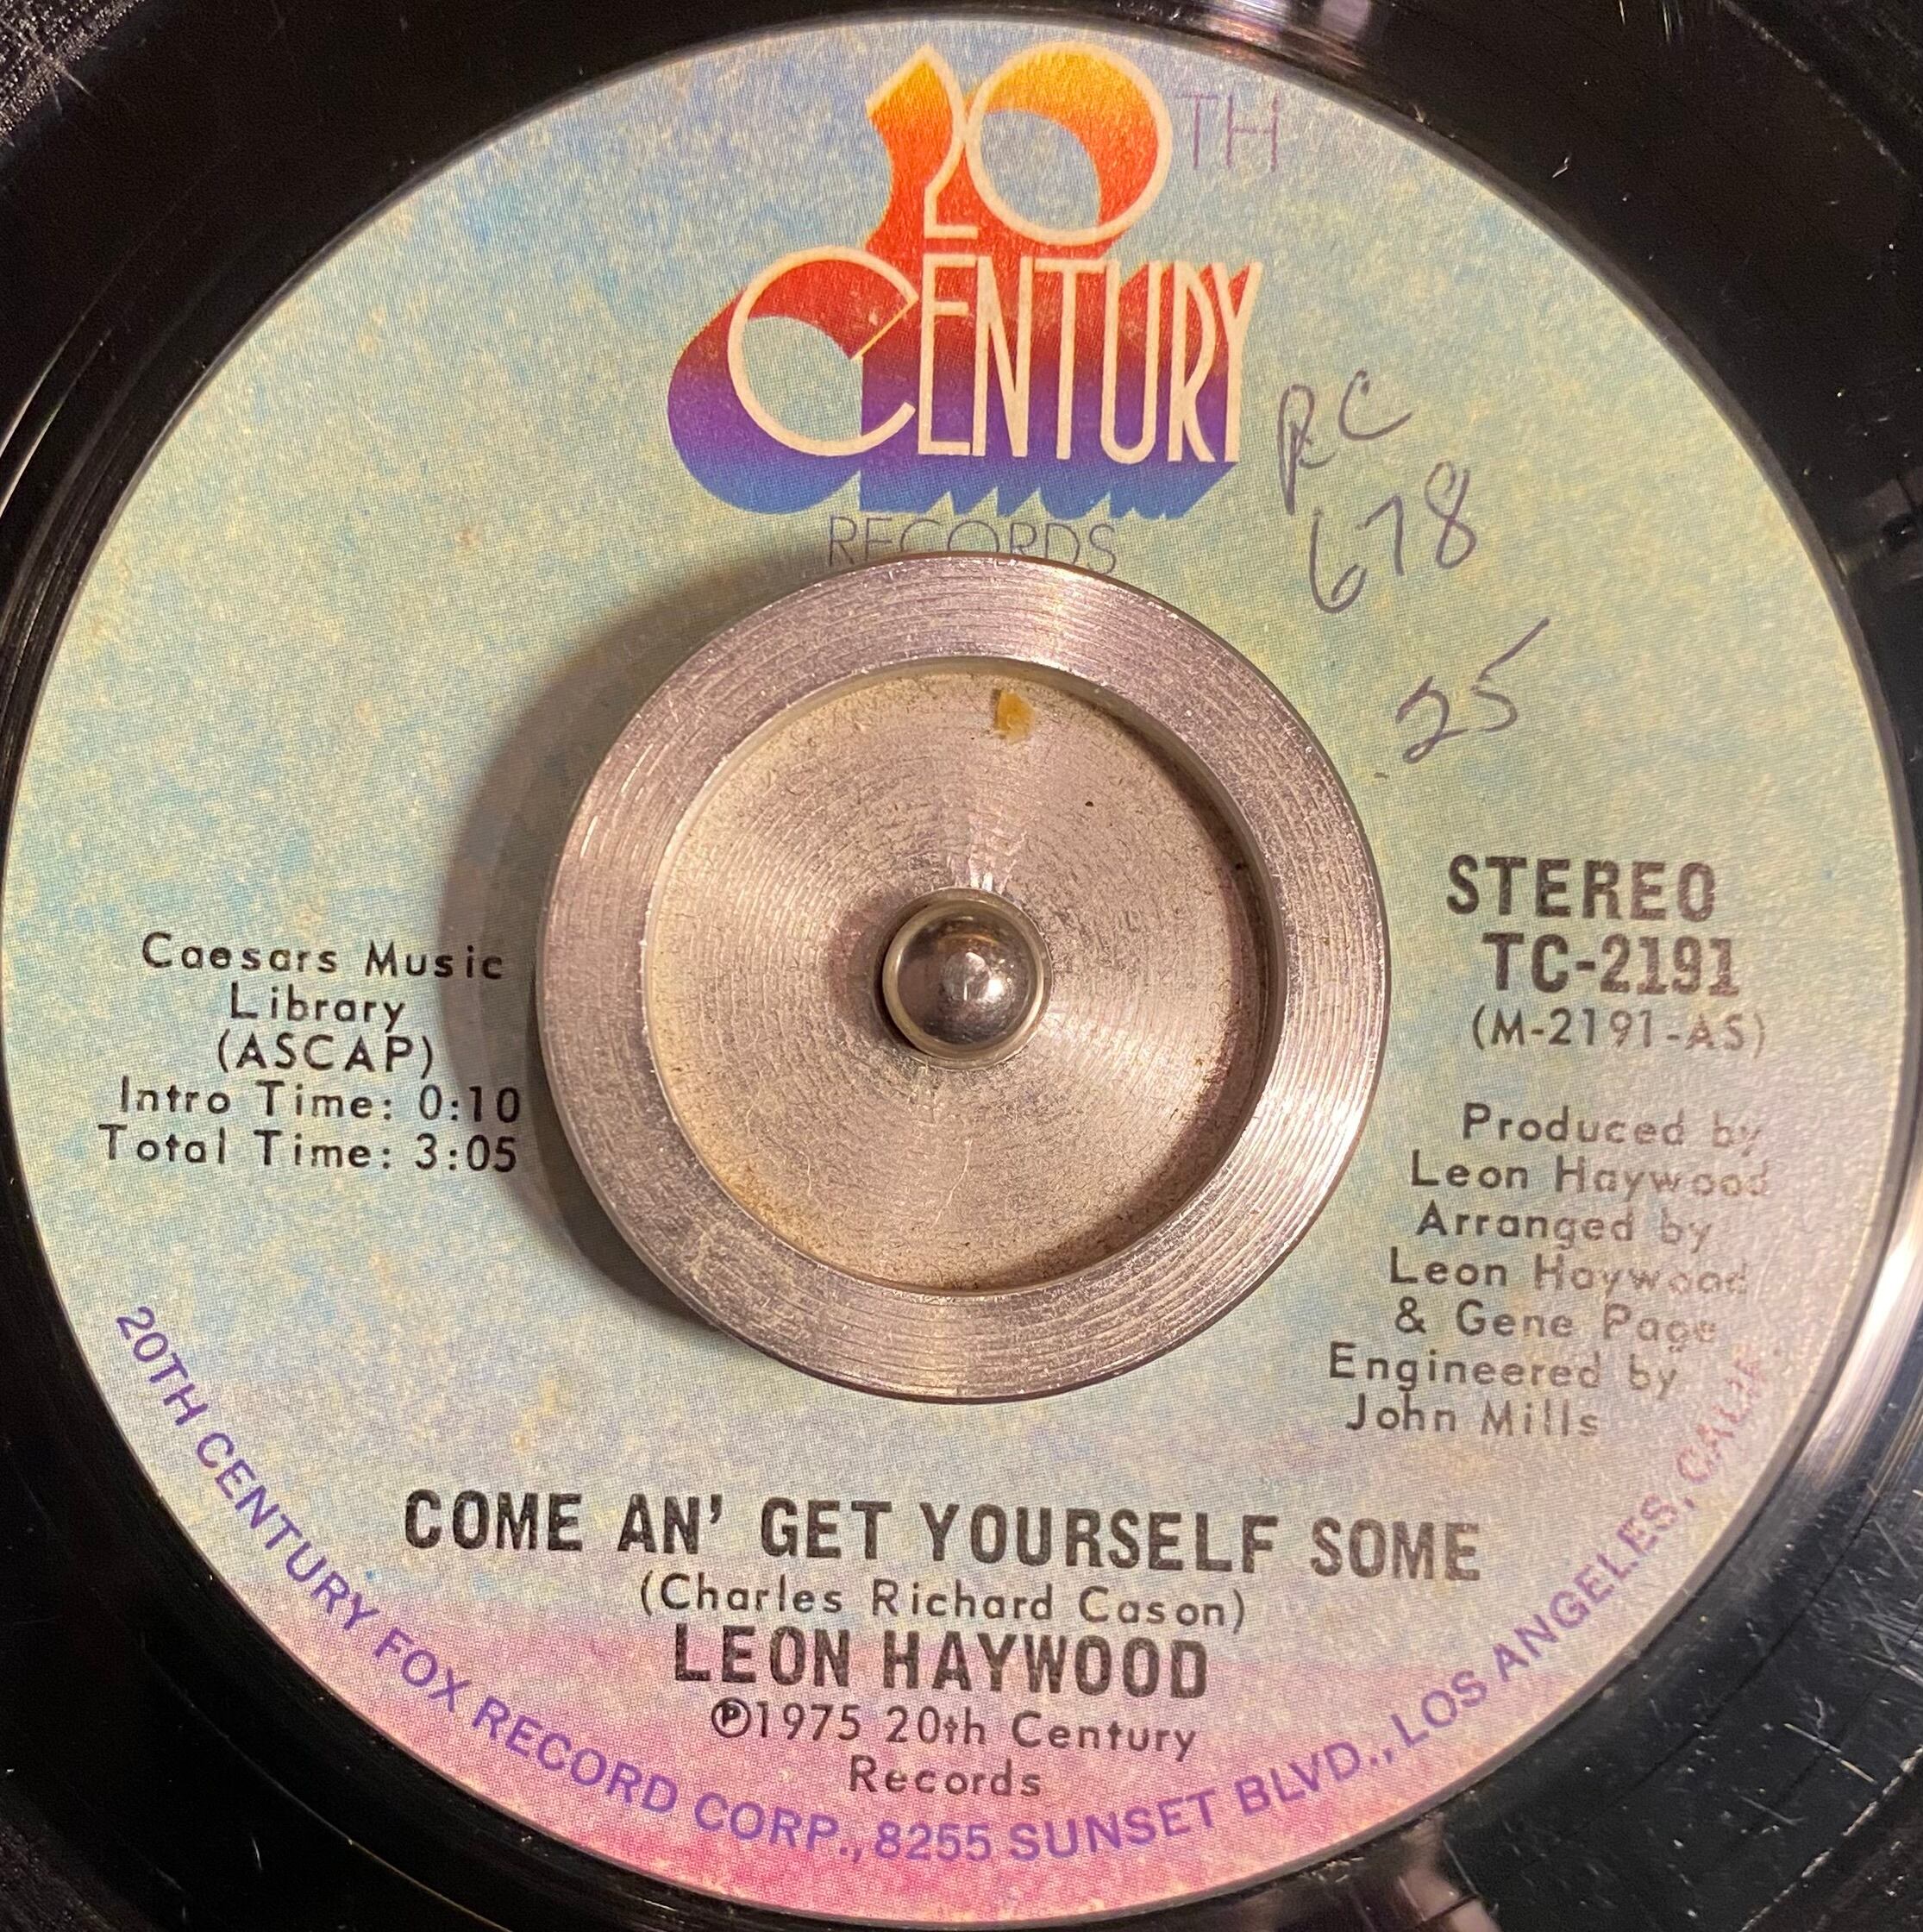 20TH
CENTURY
RECORDS
RC
678
25
STEREO
TC-2191
(M-2191-AS)
Caesars Music
Library
(ASCAP)
Intro Time: 0:10
Total Time: 3:05
Produced by
Leon Haywood
Arranged by
Leon Haywood
& Gene Page
Engineered by
John Mills
COME AN' GET YOURSELF SOME
(Charles Richard Cason)
LEON HAYWOOD
℗1975 20th Century
Records
20TH CENTURY FOX RECORD CORP., 8255 SUNSET BLVD., LOS ANGELES, CALIF.